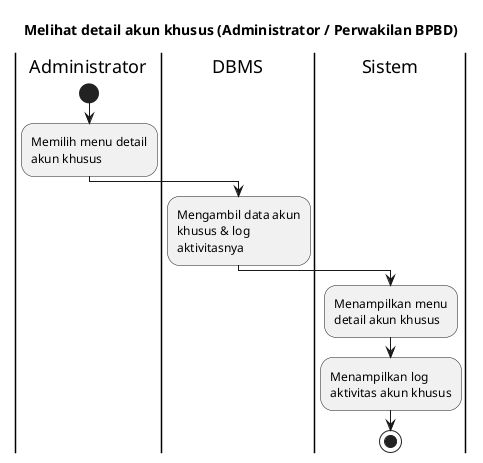 Melihat detail akun khusus (Administrator / Perwakilan BPBD)
Administrator
DBMS
Sistem
Memilih menu detail
akun khusus
Mengambil data akun
khusus & log
aktivitasnya
Menampilkan menu
detail akun khusus
Menampilkan log
aktivitas akun khusus